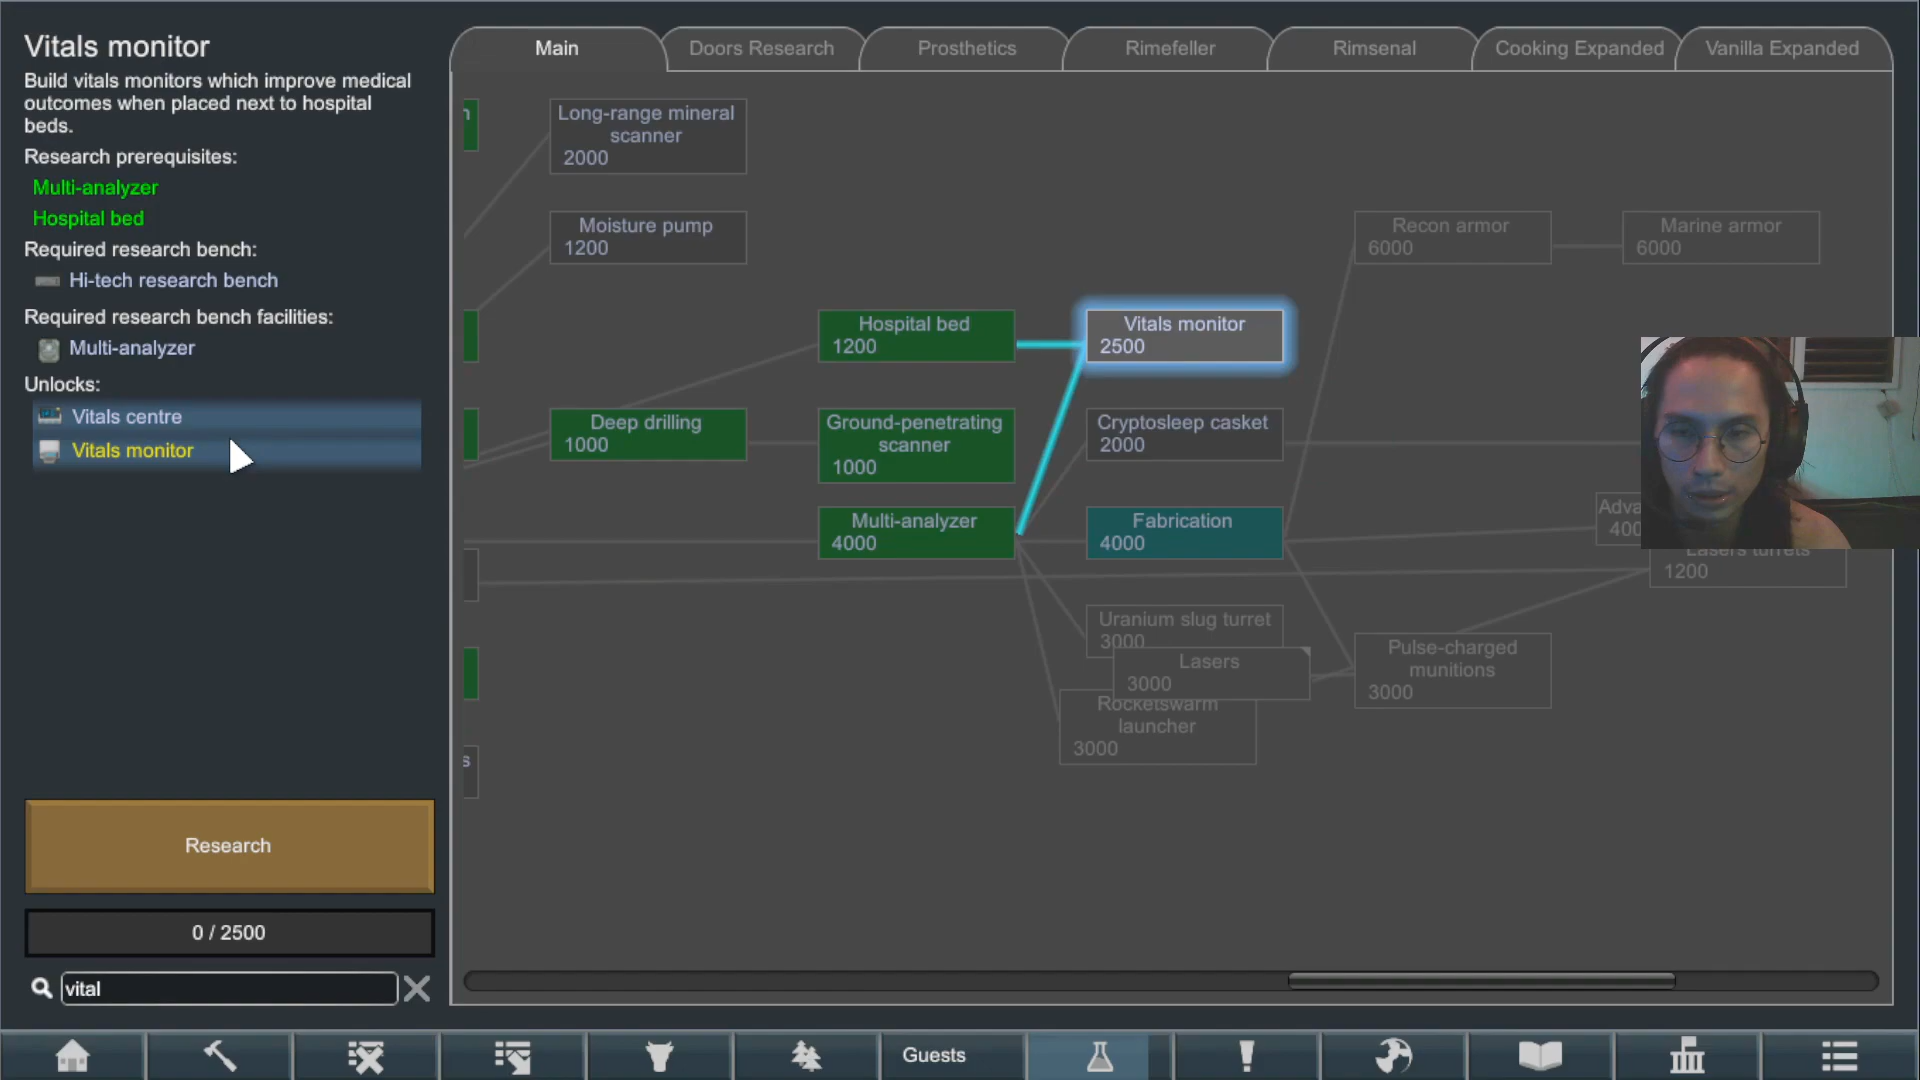 Vitals monitor
Build vitals monitors which improve medical
outcomes when placed next to hospital
beds.
Research prerequisites:
Multi-analyzer
Hospital bed
Required research bench:
Hi-tech research bench
Required research bench facilities:
Multi-analyzer
Unlocks:
Vitals centre
Vitals monitor
Research
0 / 2500
vital
Main
Doors Research
Prosthetics
Rimefeller
Rimsenal
Cooking Expanded
Vanilla Expanded
Long-range mineral
scanner
2000
Moisture pump
1200
Recon armor
6000
Marine armor
6000
Hospital bed
1200
Vitals monitor
2500
Deep drilling
1000
Ground-penetrating
scanner
1000
Cryptosleep casket
2000
Multi-analyzer
4000
Fabrication
4000
Adva
400
Lasers turrets
1200
Uranium slug turret
3000
Lasers
3000
Rocketswarm
launcher
3000
Pulse-charged
munitions
3000
s
Guests